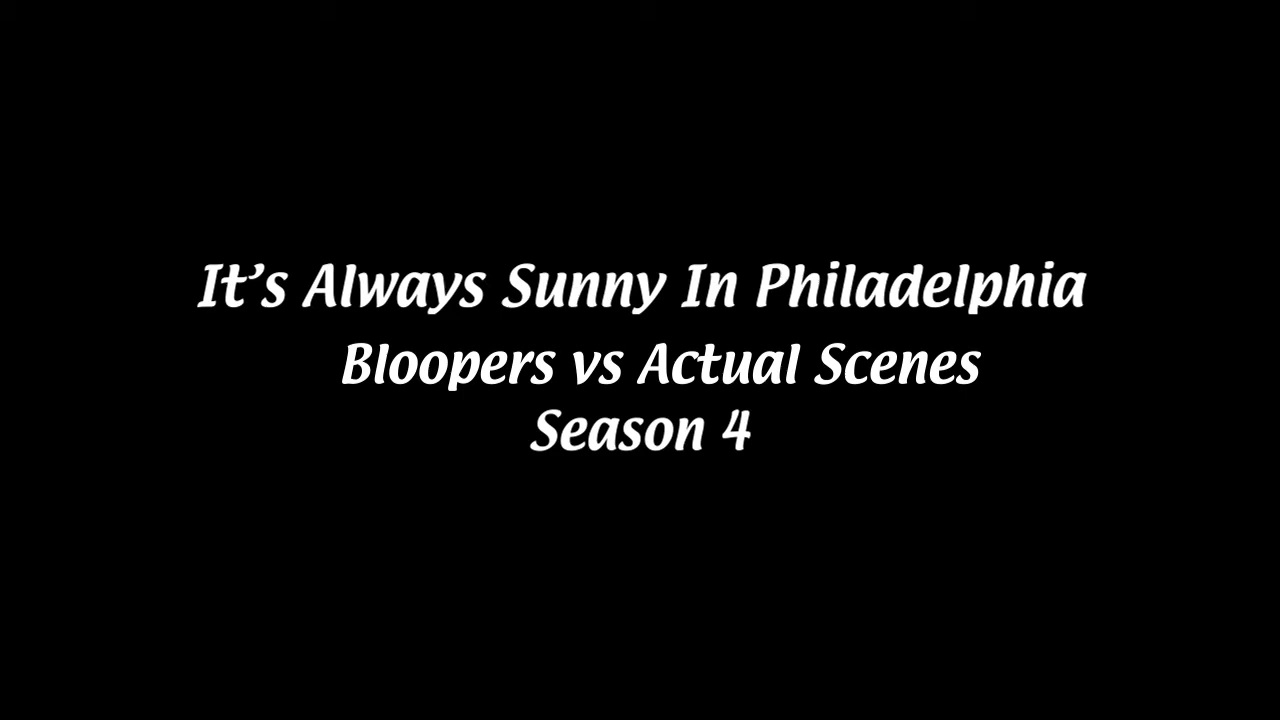 It’s Always Sunny In Philadelphia
Bloopers vs Actual Scenes
Season 4